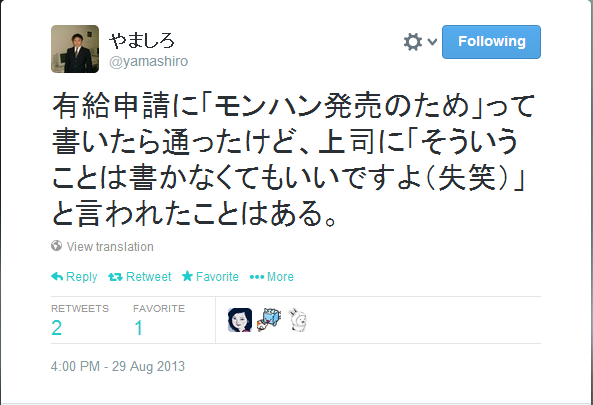 やましろ
@yamashiro
Following
有給申請に「モンハン発売のため」って
書いたら通ったけど、上司に「そういう
ことは書かなくてもいいですよ（失笑）」
と言われたことはある。
View translation
Reply Retweet Favorite More
RETWEETS FAVORITE
2 1
4:00 PM - 29 Aug 2013